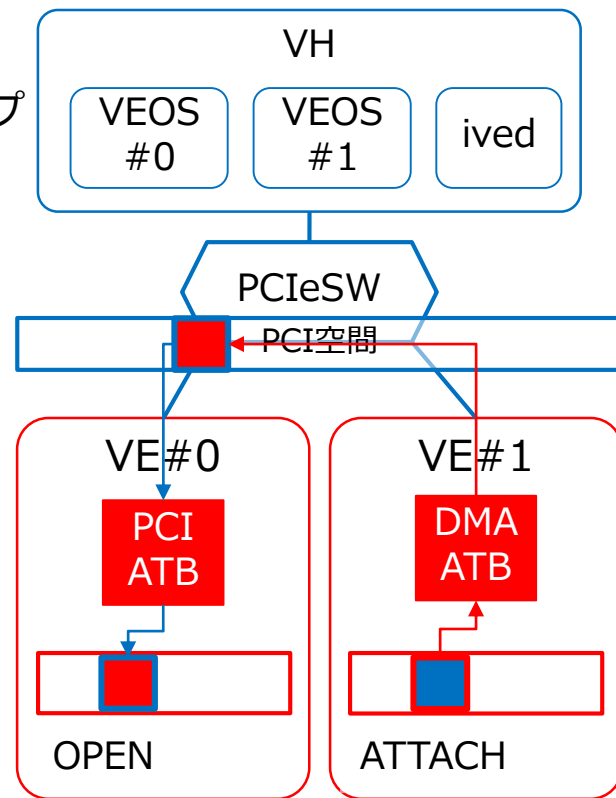 VH
プ
VEOS
#0
VEOS
#1
ived
PCIeSW
PCI空間
VE#0
VE#1
PCI
ATB
DMA
ATB
OPEN
ATTACH